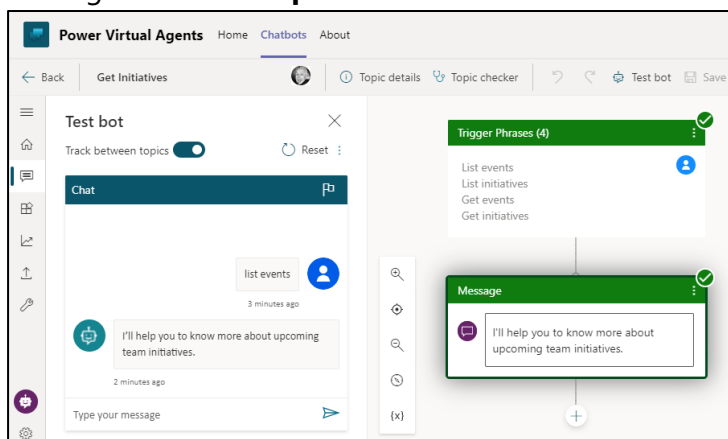 Power Virtual Agents Home Chatbots About
Back Get Initiatives Topic details Topic checker Test bot Save
Test bot
Track between topics Reset
Chat
list events
3 minutes ago
I'll help you to know more about upcoming
team initiatives.
2 minutes ago
Type your message
Trigger Phrases (4)
List events
List initiatives
Get events
Get initiatives
Message
I'll help you to know more about
upcoming team initiatives.
{x}